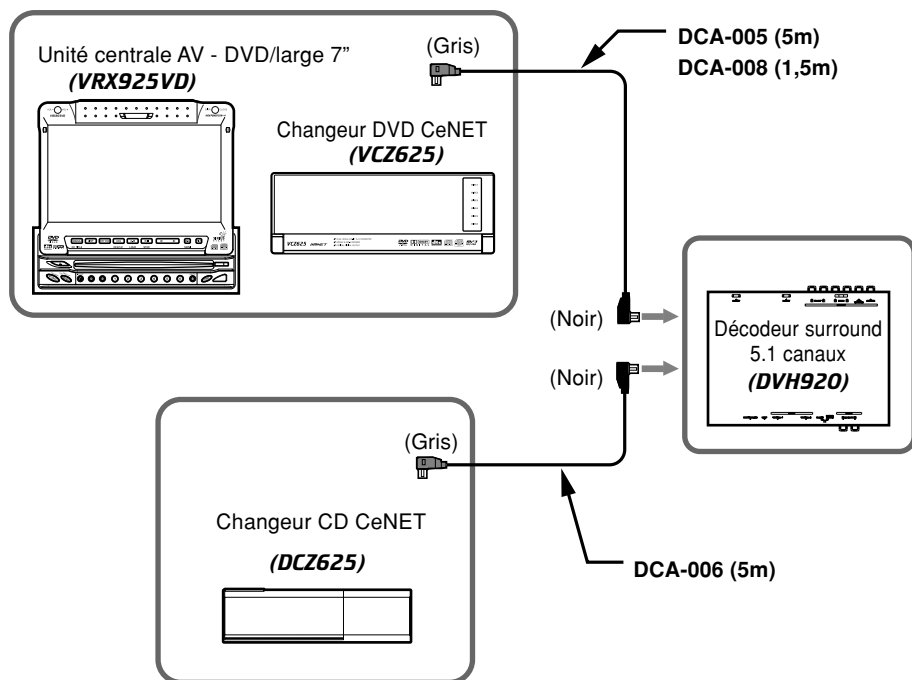 Unité centrale AV - DVD/large 7”
(VRX925VD)
(Gris)
DCA-005 (5m)
DCA-008 (1,5m)
Changeur DVD CeNET
(VCZ625)
VCZ625
(Noir)
(Noir)
Décodeur surround
5.1 canaux
(DVH920)
(Gris)
Changeur CD CeNET
(DCZ625)
DCA-006 (5m)